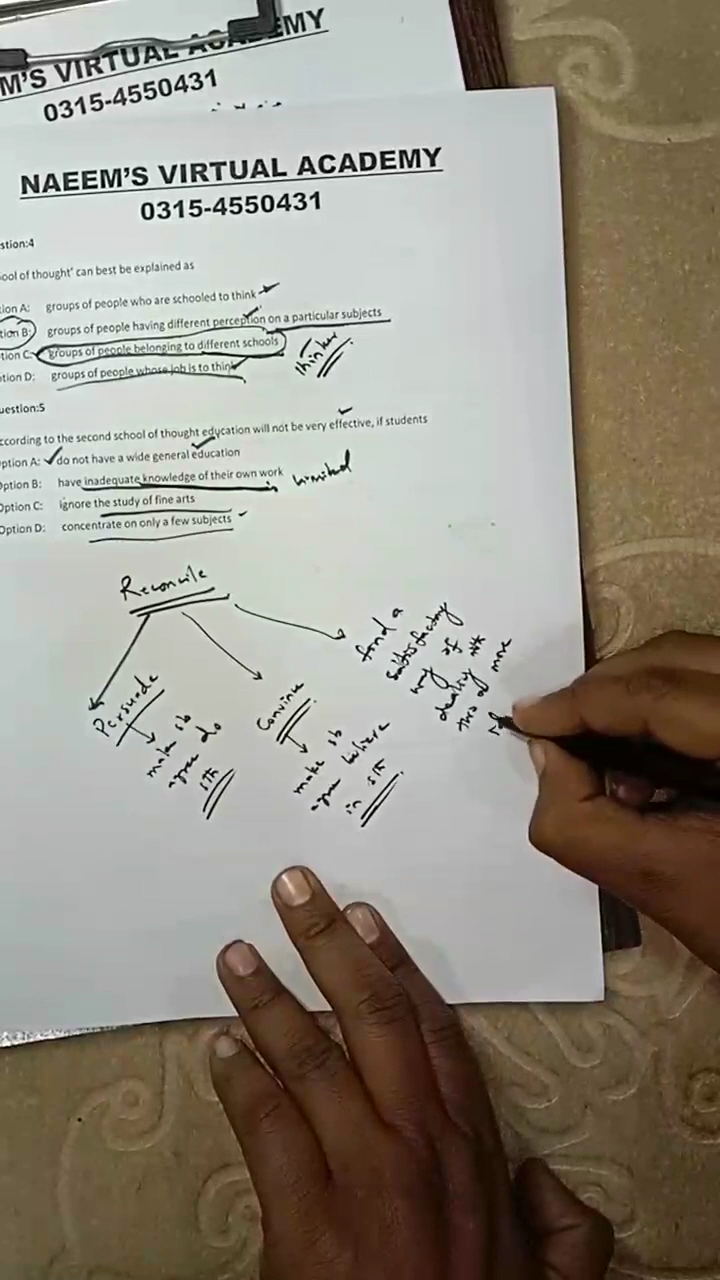 M'S VIRTUAL ACADEMY
0315-4550431
NAEEM'S VIRTUAL ACADEMY
0315-4550431
stion:4
ool of thought' can best be explained as
tion A: groups of people who are schooled to think
tion B: groups of people having different perception on a particular subjects
tion C: groups of people belonging to different schools
tion D: groups of people whose job is to think
thinker
uestion:5
ccording to the second school of thought education will not be very effective, if students
ption A: do not have a wide general education
Option B: have inadequate knowledge of their own work
limited
Option C: ignore the study of fine arts
Option D: concentrate on only a few subjects
Reconcile
Persuade
make sb
agree do
sth
Convince
make sb
agree
in sth
find a
satisfactory
way of
dealing sth
two or more